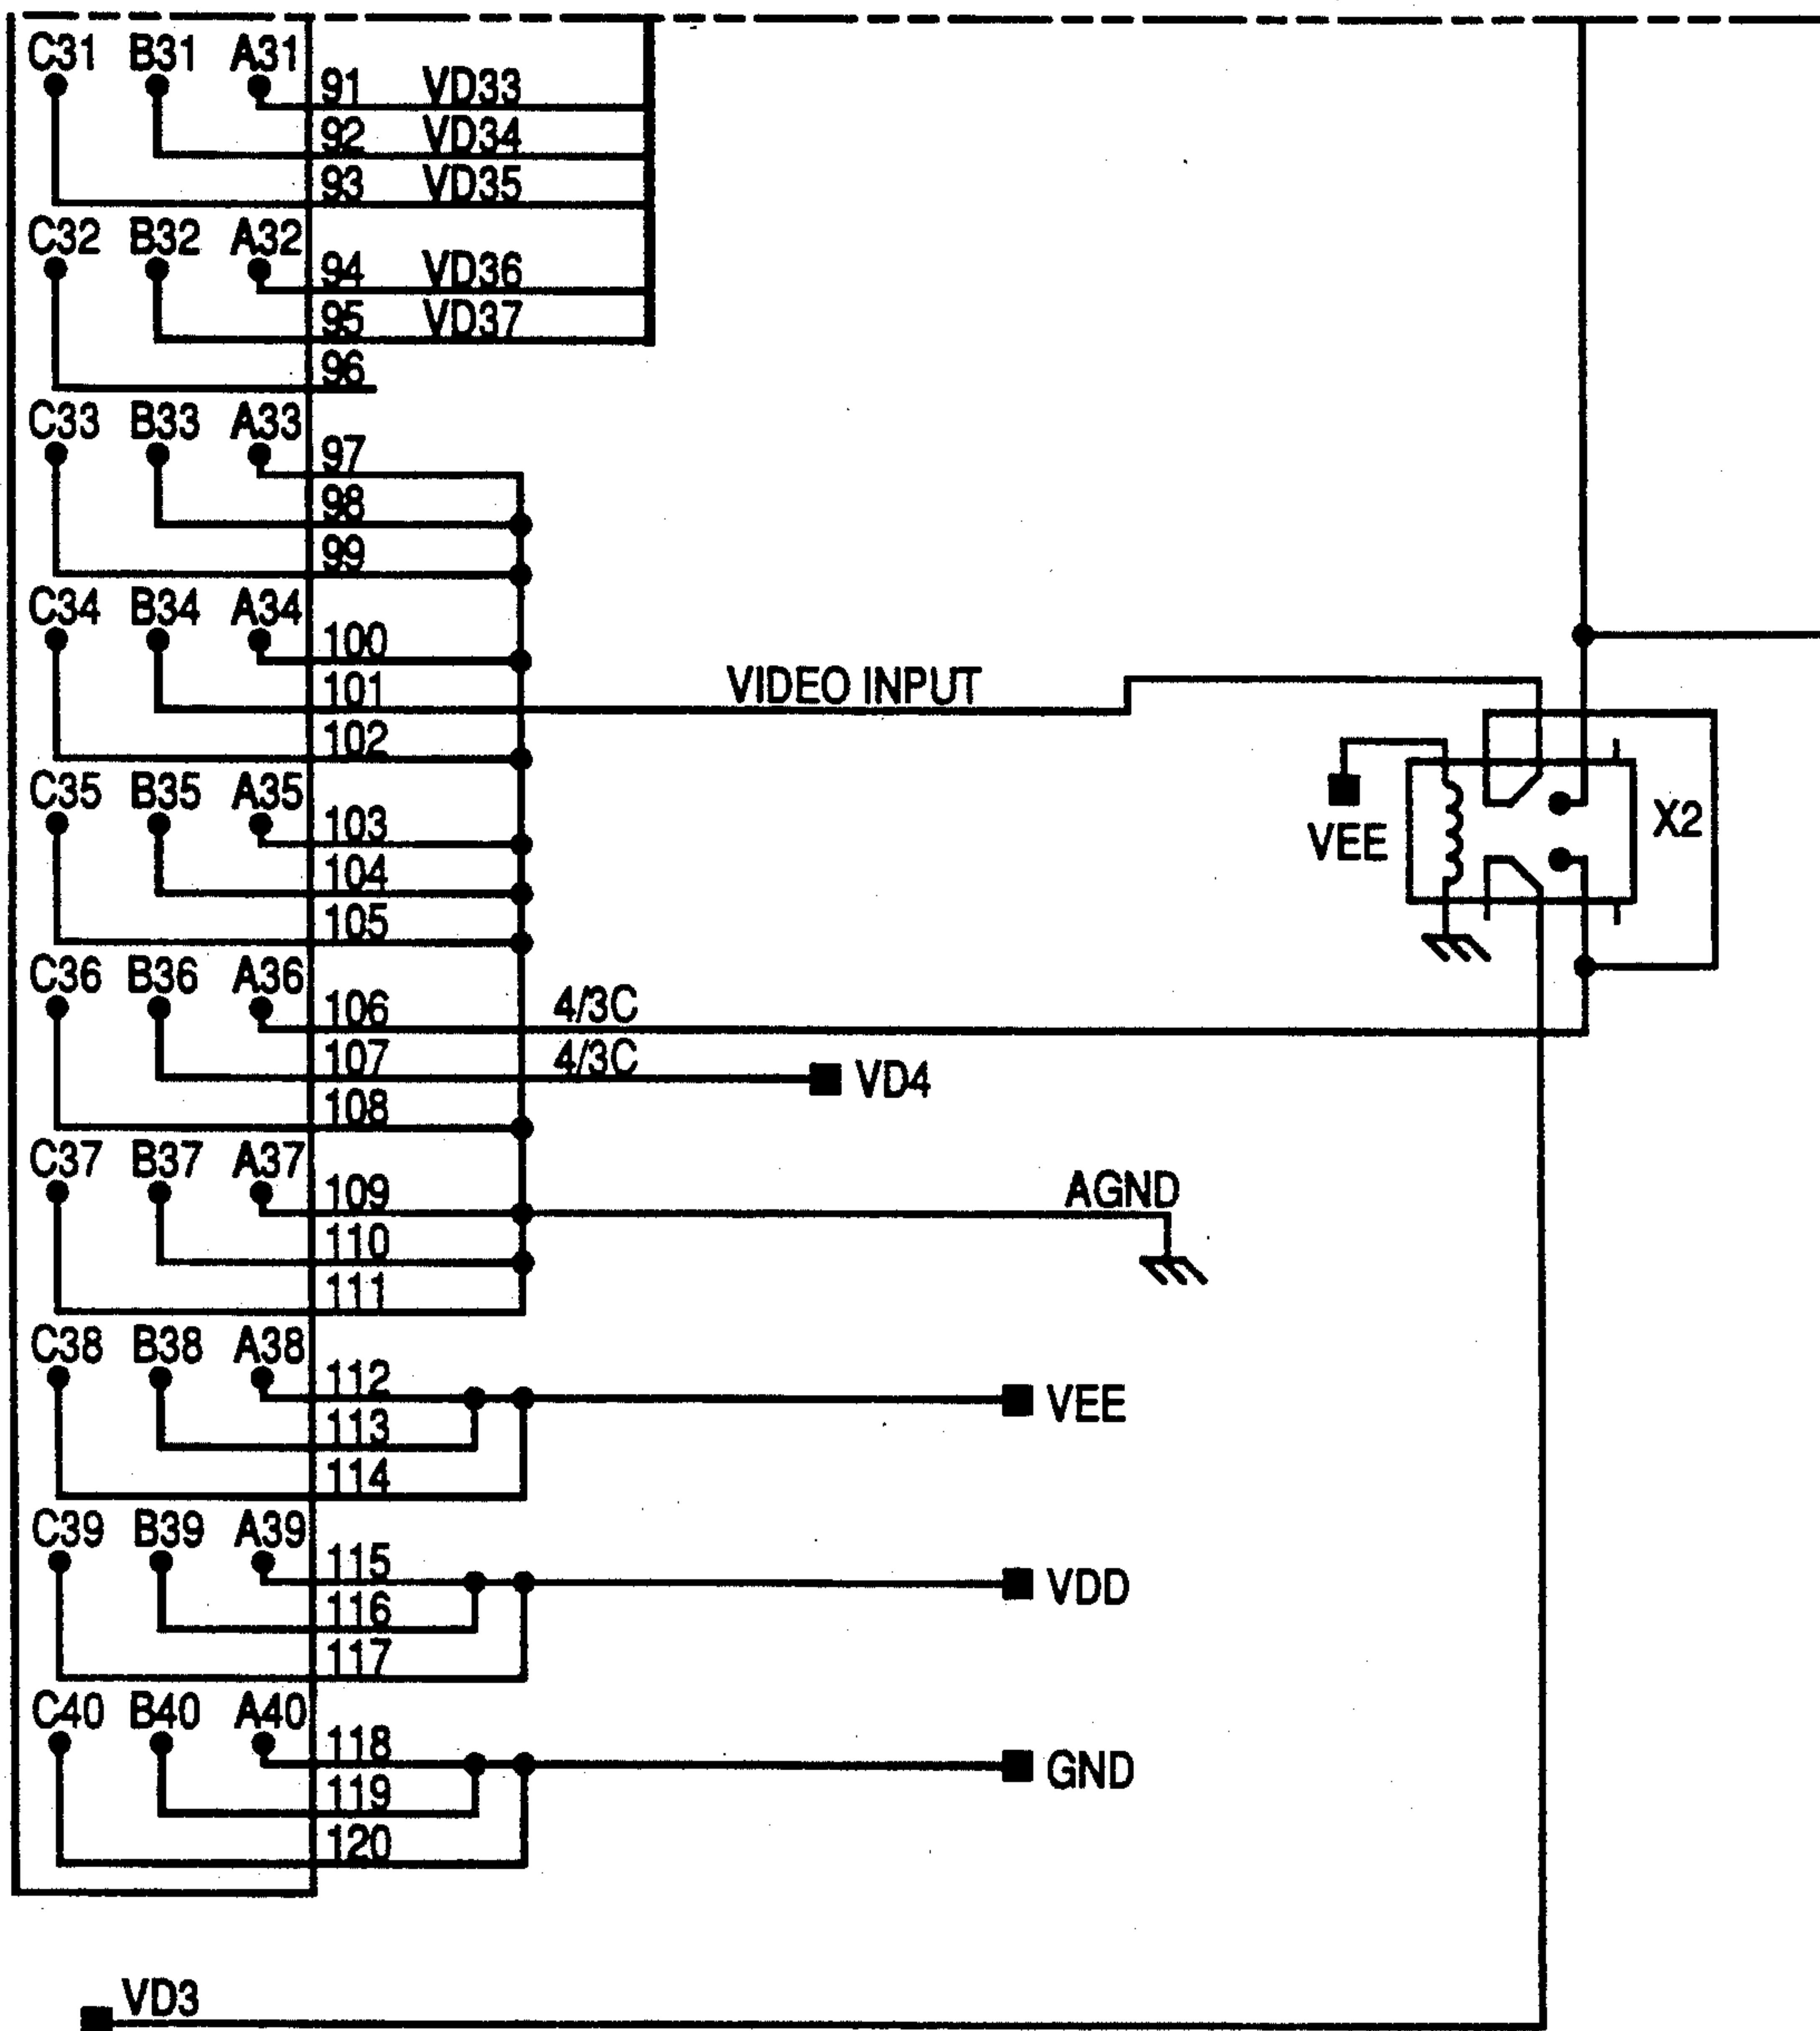 C31 B31 A31
91 VD33
92 VD34
93 VD35
C32 B32 A32
94 VD36
95 VD37
96
C33 B33 A33
97
98
99
C34 B34 A34
100
101 VIDEO INPUT
102
C35 B35 A35
103
104
105
VEE
X2
C36 B36 A36
106 4/3C
107 4/3C VD4
108
C37 B37 A37
109 AGND
110
111
C38 B38 A38
112 VEE
113
114
C39 B39 A39
115 VDD
116
117
C40 B40 A40
118 GND
119
120
VD3